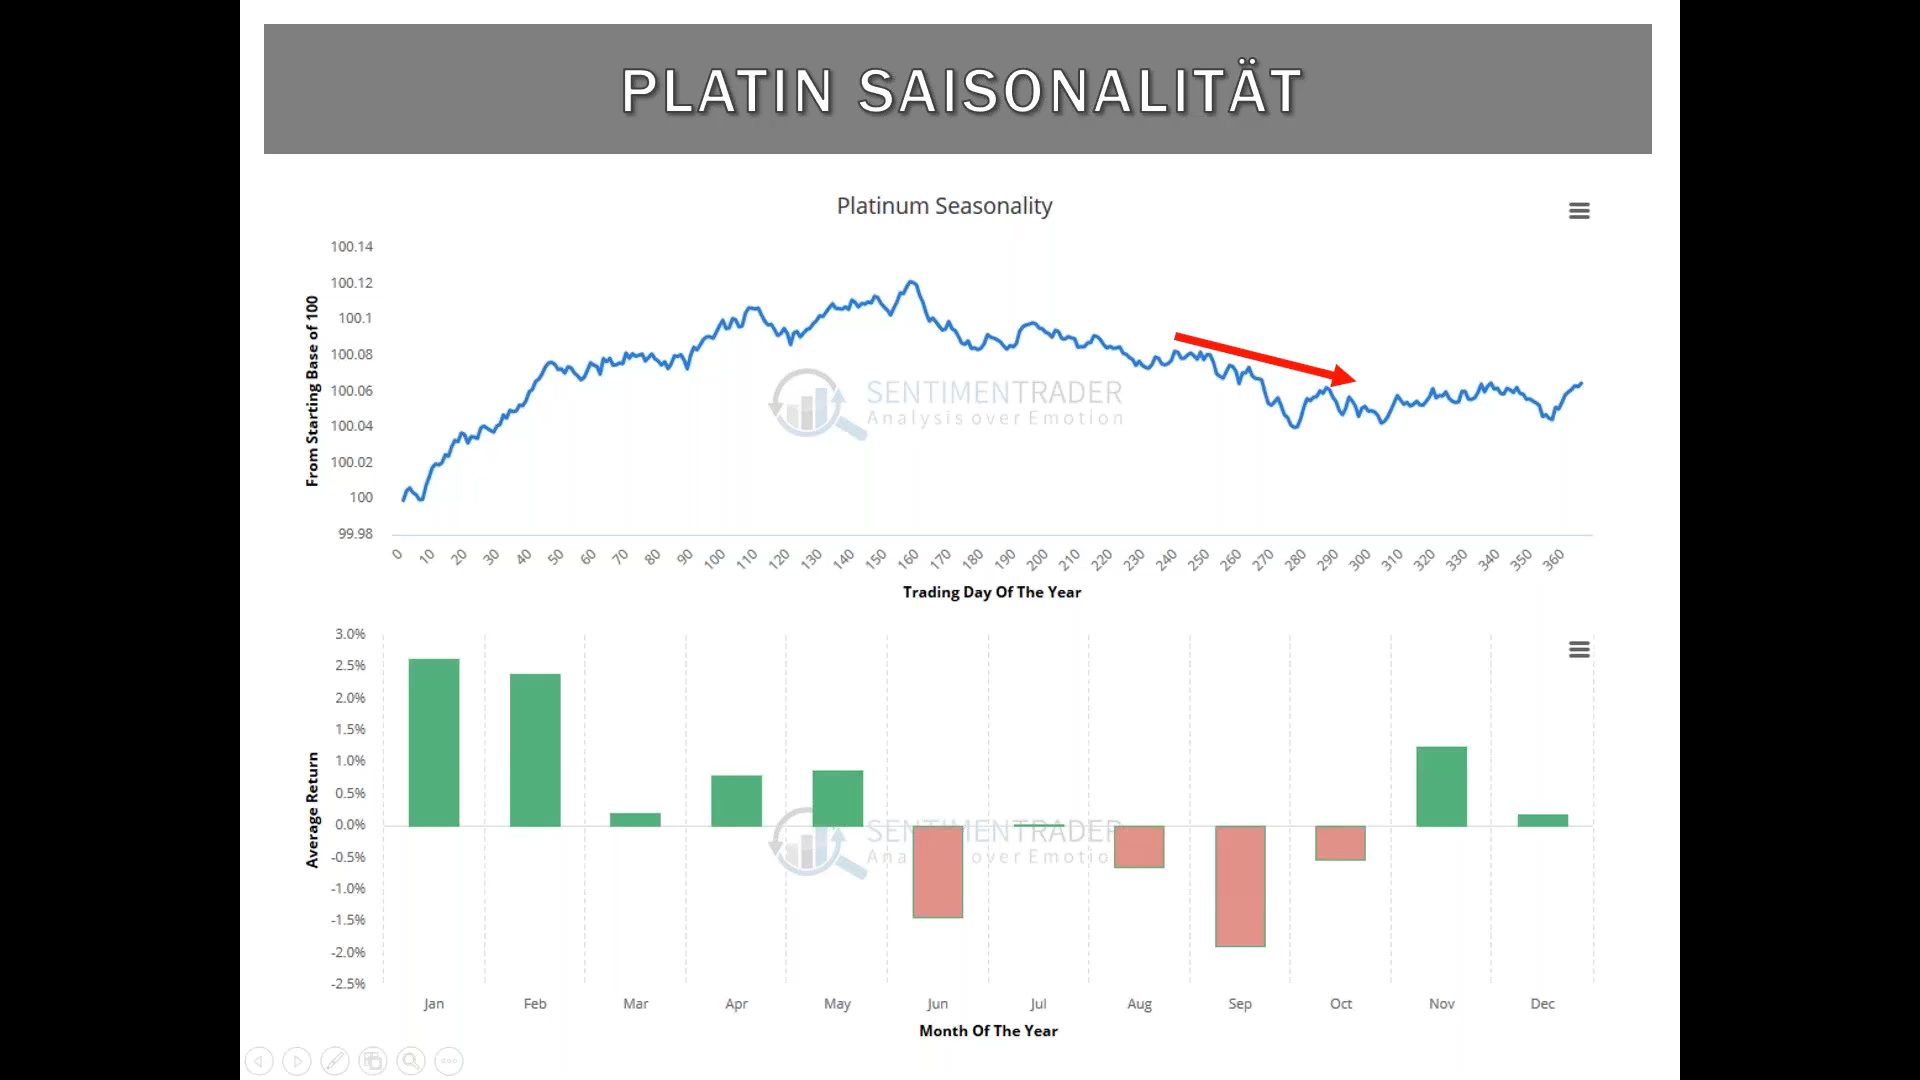 PLATIN SAISONALITÄT
Platinum Seasonality
From Starting Base of 100
100.14
100.12
100.1
100.08
100.06
100.04
100.02
100
99.98
SENTIMENTRADER
Analysis over Emotion
0 10 20 30 40 50 60 70 80 90 100 110 120 130 140 150 160 170 180 190 200 210 220 230 240 250 260 270 280 290 300 310 320 330 340 350 360
Trading Day Of The Year
Average Return
3.0%
2.5%
2.0%
1.5%
1.0%
0.5%
0.0%
-0.5%
-1.0%
-1.5%
-2.0%
-2.5%
SENTIMENTRADER
Ana over Emotio
Jan Feb Mar Apr May Jun Jul Aug Sep Oct Nov Dec
Month Of The Year